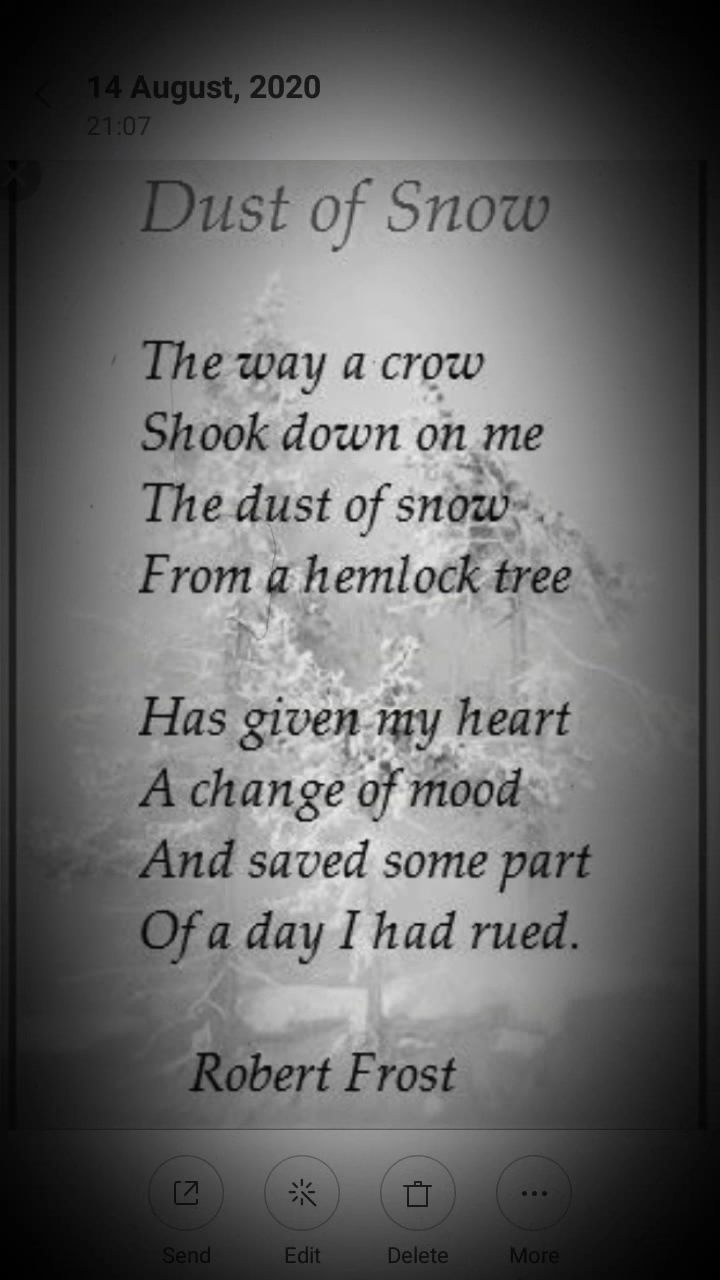 14 August, 2020
21:07
Dust of Snow
The way a crow
Shook down on me
The dust of snow
From a hemlock tree
Has given my heart
A change of mood
And saved some part
Of a day I had rued.
Robert Frost
Send
Edit
Delete
More